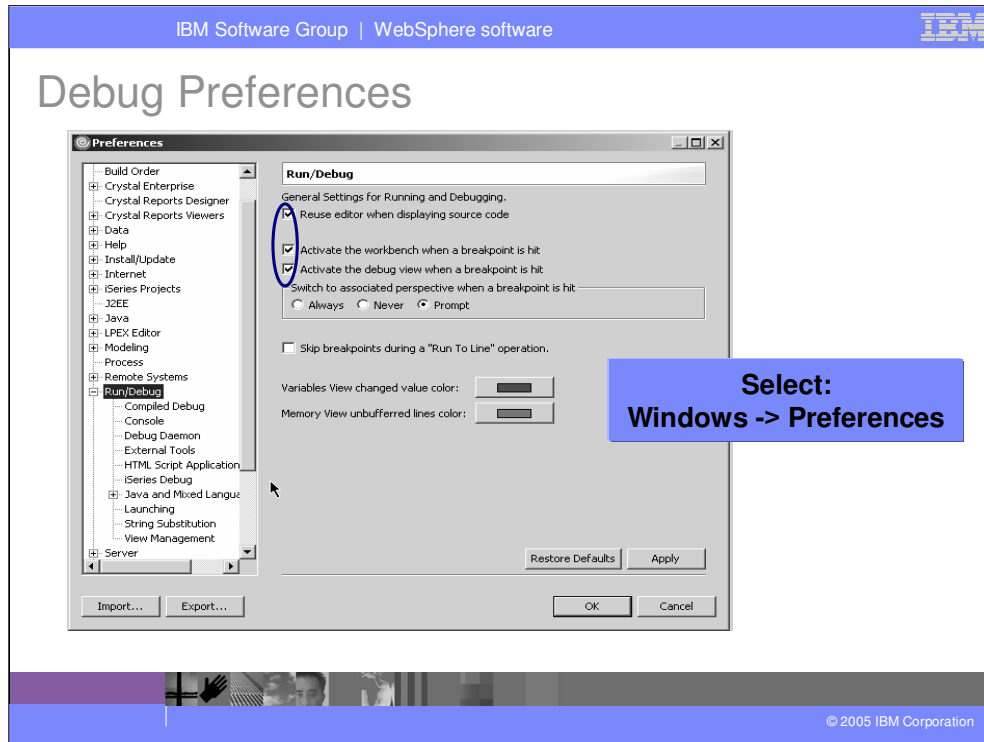 IBM Software Group | WebSphere software
IBM
Debug Preferences
Preferences
Build Order
Crystal Enterprise
Crystal Reports Designer
Crystal Reports Viewers
Data
Help
Install/Update
Internet
iSeries Projects
J2EE
Java
LPEX Editor
Modeling
Process
Remote Systems
Run/Debug
Compiled Debug
Console
Debug Daemon
External Tools
HTML Script Application
iSeries Debug
Java and Mixed Langua
Launching
String Substitution
View Management
Server
Import...
Export...
Run/Debug
General Settings for Running and Debugging.
Reuse editor when displaying source code
Activate the workbench when a breakpoint is hit
Activate the debug view when a breakpoint is hit
Switch to associated perspective when a breakpoint is hit
Always Never Prompt
Skip breakpoints during a "Run To Line" operation.
Variables View changed value color:
Memory View unbufferred lines color:
Restore Defaults
Apply
OK
Cancel
Select:
Windows -> Preferences
© 2005 IBM Corporation